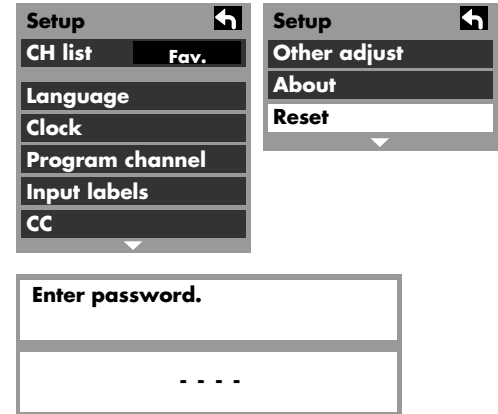 Setup
CH list Fav.
Language
Clock
Program channel
Input labels
CC
Setup
Other adjust
About
Reset
Enter password.
- - - -